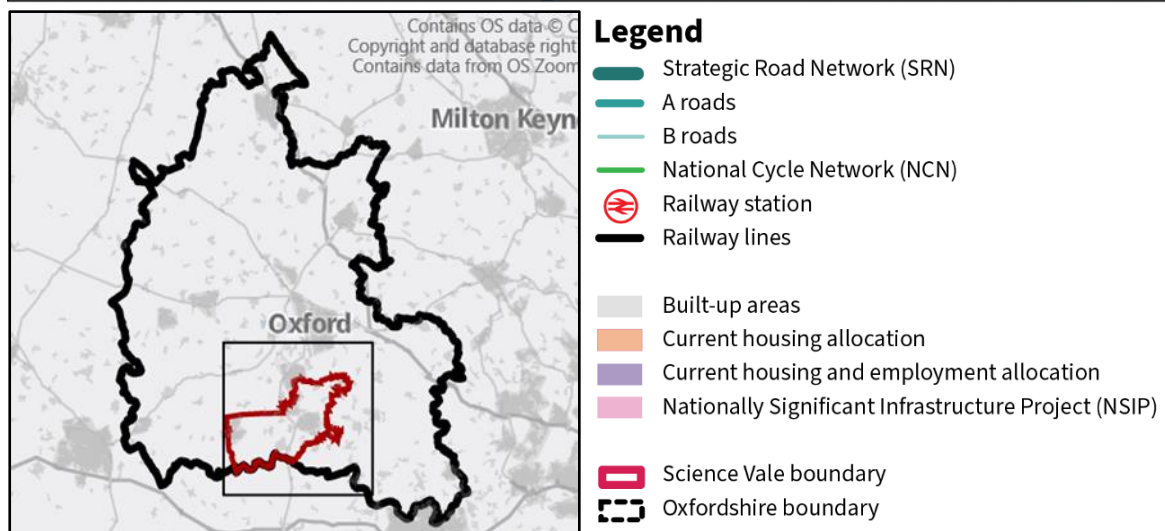 Contains OS data ©
Copyright and database right
Contains data from OS Zoom
Milton Keyn
Oxford
Legend
Strategic Road Network (SRN)
A roads
B roads
National Cycle Network (NCN)
Railway station
Railway lines
Built-up areas
Current housing allocation
Current housing and employment allocation
Nationally Significant Infrastructure Project (NSIP)
Science Vale boundary
Oxfordshire boundary